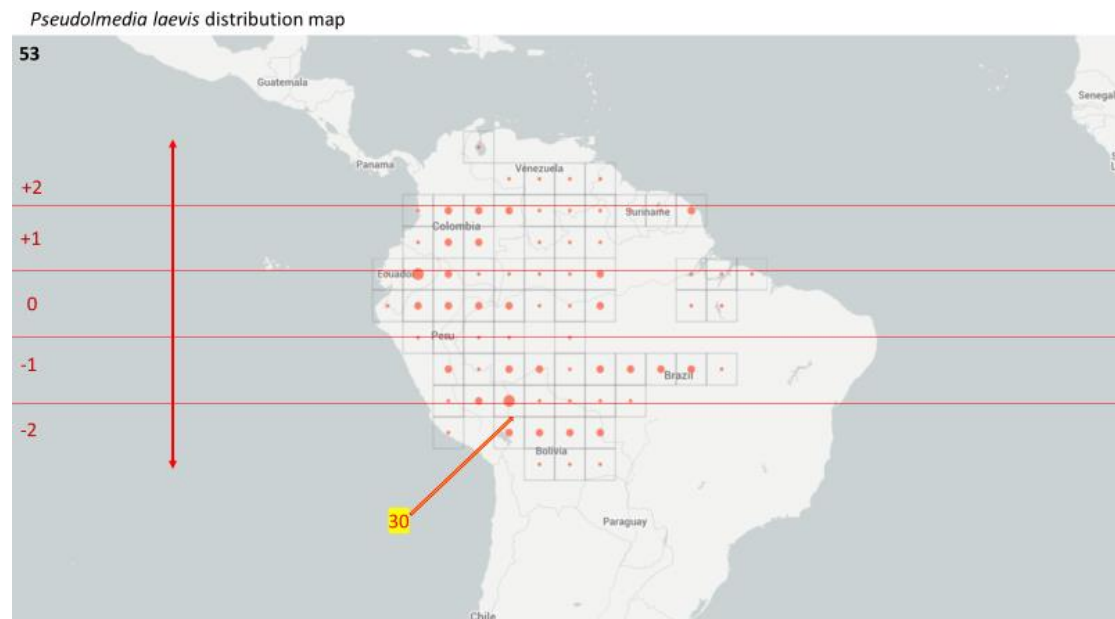 Pseudolmedia laevis distribution map
53
Guatemala
Senegal
Panama
Venezuela
+2
Suriname
Colombia
+1
Ecuador
0
Peru
-1
Brazil
-2
Bolivia
30
Paraguay
Chile